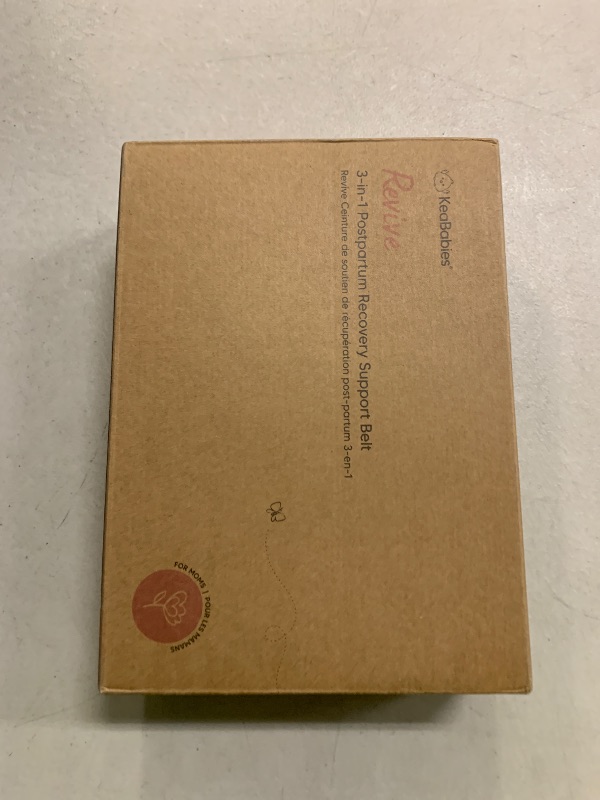 KeaBabies®
Revive
3-in-1 Postpartum Recovery Support Belt
Revive Ceinture de soutien de récupération post-partum 3-en-1
FOR MOMS | POUR LES MAMANS